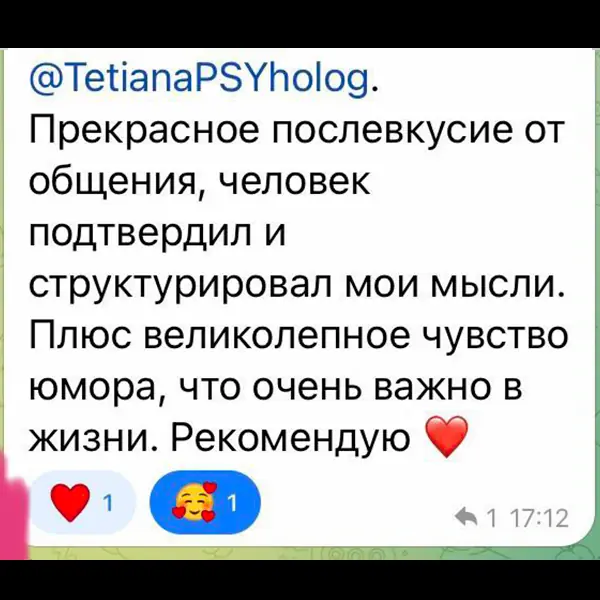 @TetianaPSYholog.
Прекрасное послевкусие от
общения, человек
подтвердил и
структурировал мои мысли.
Плюс великолепное чувство
юмора, что очень важно в
жизни. Рекомендую ❤️
❤️ 1 🥰 1
1 17:12